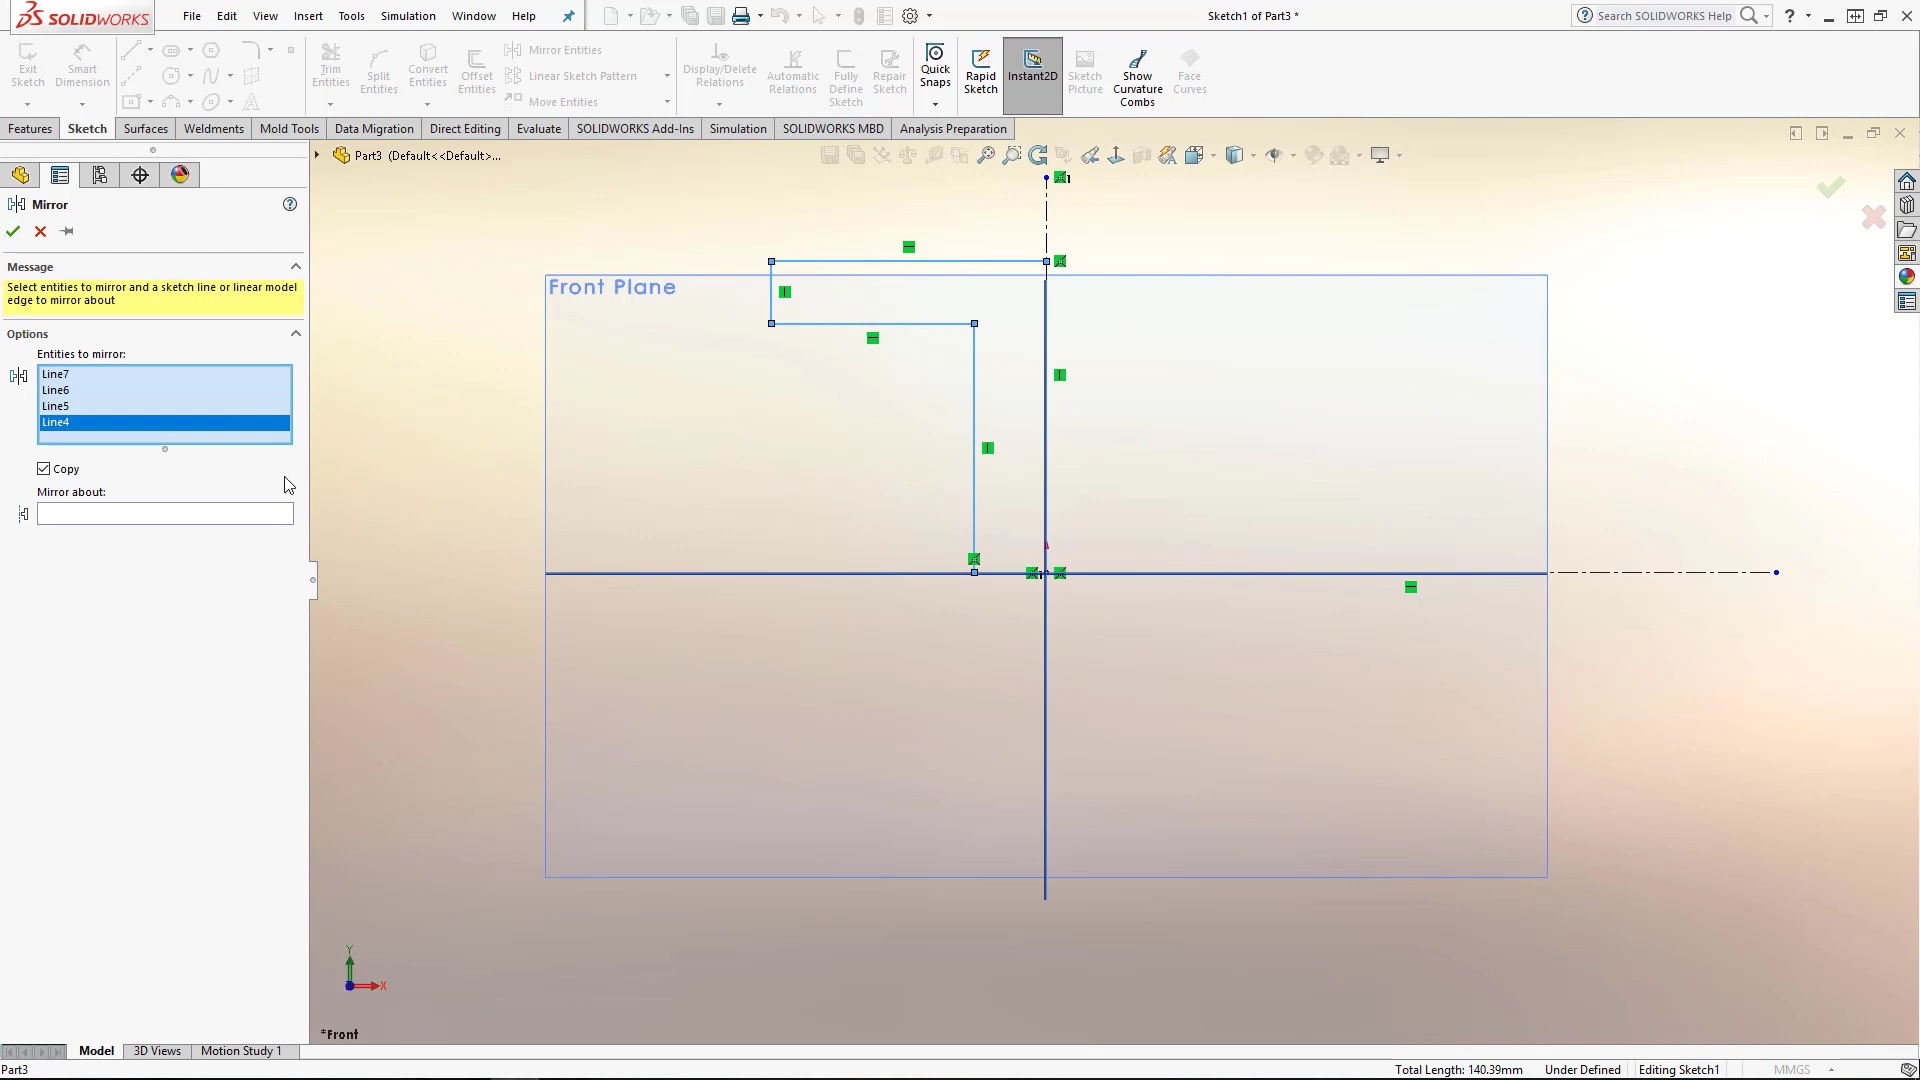 SOLIDWORKS
File Edit View Insert Tools Simulation Window Help
Sketch1 of Part3 *
Search SOLIDWORKS Help
?
Exit Sketch
Smart Dimension
Trim Entities
Split Entities
Convert Entities
Offset Entities
Mirror Entities
Linear Sketch Pattern
Move Entities
Display/Delete Relations
Automatic Relations
Fully Define Sketch
Repair Sketch
Quick Snaps
Rapid Sketch
Instant2D
Sketch Picture
Show Curvature Combs
Face Curves
Features Sketch Surfaces Weldments Mold Tools Data Migration Direct Editing Evaluate SOLIDWORKS Add-Ins Simulation SOLIDWORKS MBD Analysis Preparation
Part3 (Default<<Default>...
Mirror
?
Message
Select entities to mirror and a sketch line or linear model
edge to mirror about
Options
Entities to mirror:
Line7
Line6
Line5
Line4
Copy
Mirror about:
Front Plane
1
Y
X
*Front
Model 3D Views Motion Study 1
Part3
Total Length: 140.39mm Under Defined Editing Sketch1 MMGS